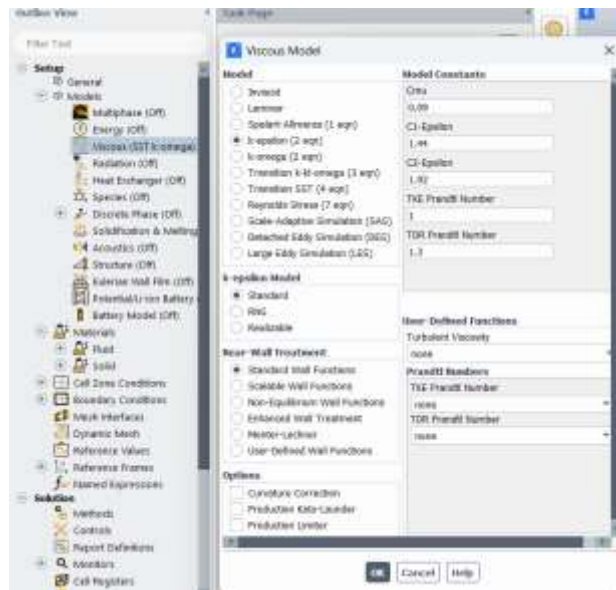 Outline View
Task Page
Filter Text
Setup
General
Models
Multiphase (Off)
Energy (Off)
Viscous (SST k-omega)
Radiation (Off)
Heat Exchanger (Off)
Species (Off)
Discrete Phase (Off)
Solidification & Melting
Acoustics (Off)
Structure (Off)
Eulerian Wall Film (Off)
Potential/Li-ion Battery
Battery Model (Off)
Materials
Fluid
Solid
Cell Zone Conditions
Boundary Conditions
Mesh Interfaces
Dynamic Mesh
Reference Values
Reference Frames
Named Expressions
Solution
Methods
Controls
Report Definitions
Monitors
Cell Registers
Viscous Model
Model
Inviscid
Laminar
Spalart-Allmaras (1 eqn)
k-epsilon (2 eqn)
k-omega (2 eqn)
Transition k-kl-omega (3 eqn)
Transition SST (4 eqn)
Reynolds Stress (7 eqn)
Scale-Adaptive Simulation (SAS)
Detached Eddy Simulation (DES)
Large Eddy Simulation (LES)
k-epsilon Model
Standard
RNG
Realizable
Near-Wall Treatment
Standard Wall Functions
Scalable Wall Functions
Non-Equilibrium Wall Functions
Enhanced Wall Treatment
Menter-Lechner
User-Defined Wall Functions
Options
Curvature Correction
Production Kato-Launder
Production Limiter
Model Constants
Cmu
0.09
C1-Epsilon
1.44
C2-Epsilon
1.92
TKE Prandtl Number
1
TDR Prandtl Number
1.3
User-Defined Functions
Turbulent Viscosity
none
Prandtl Numbers
TKE Prandtl Number
none
TDR Prandtl Number
none
OK Cancel Help